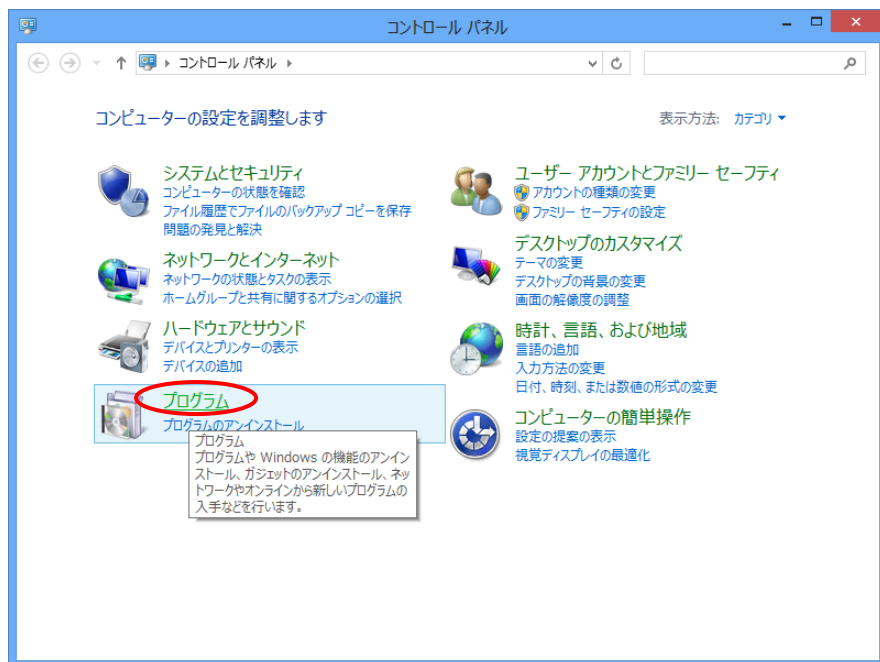 コントロール パネル
コントロール パネル
コンピューターの設定を調整します
表示方法: カテゴリ
システムとセキュリティ
コンピューターの状態を確認
ファイル履歴でファイルのバックアップ コピーを保存
問題の発見と解決
ネットワークとインターネット
ネットワークの状態とタスクの表示
ホームグループと共有に関するオプションの選択
ハードウェアとサウンド
デバイスとプリンターの表示
デバイスの追加
プログラム
プログラムのアンインストール
プログラム
プログラムや Windows の機能のアンイン
ストール、ガジェットのアンインストール、ネッ
トワークやオンラインから新しいプログラムの
入手などを行います。
ユーザー アカウントとファミリー セーフティ
アカウントの種類の変更
ファミリー セーフティの設定
デスクトップのカスタマイズ
テーマの変更
デスクトップの背景の変更
画面の解像度の調整
時計、言語、および地域
言語の追加
入力方法の変更
日付、時刻、または数値の形式の変更
コンピューターの簡単操作
設定の提案の表示
視覚ディスプレイの最適化